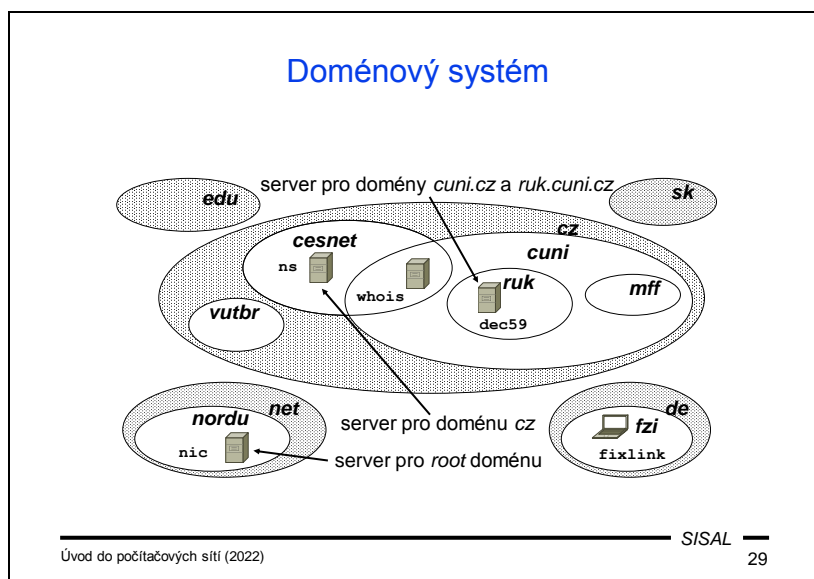 Doménový systém
server pro domény cuni.cz a ruk.cuni.cz
edu
sk
cz
cesnet
cuni
ns
whois
ruk
mff
dec59
vutbr
net
nordu
nic
server pro doménu cz
server pro root doménu
de
fzi
fixlink
SISAL
Úvod do počítačových sítí (2022)
29